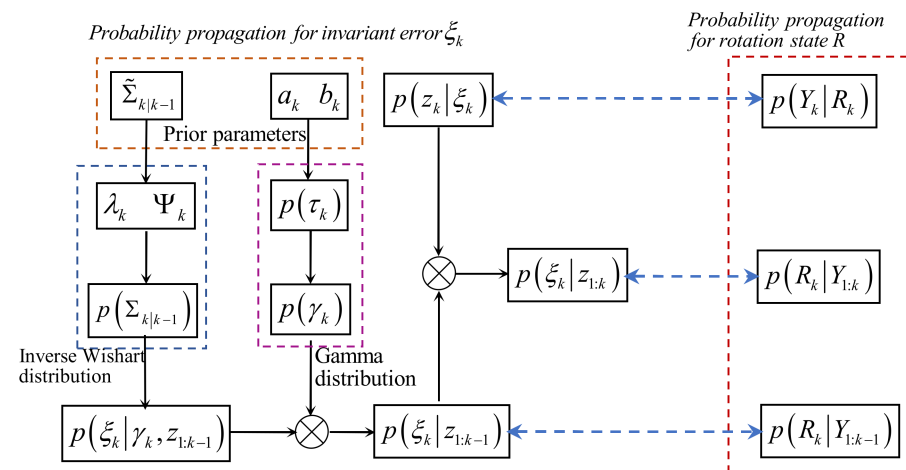 Probability propagation for invariant error ξ_k
Probability propagation
for rotation state R
Σ̃_{k|k−1}
a_k b_k
p(z_k|ξ_k)
p(Y_k|R_k)
Prior parameters
λ_k Ψ_k
p(τ_k)
p(ξ_k|z_{1:k})
p(R_k|Y_{1:k})
p(Σ_{k|k−1})
p(γ_k)
Inverse Wishart
distribution
Gamma
distribution
p(ξ_k|γ_k, z_{1:k−1})
p(ξ_k|z_{1:k−1})
p(R_k|Y_{1:k−1})